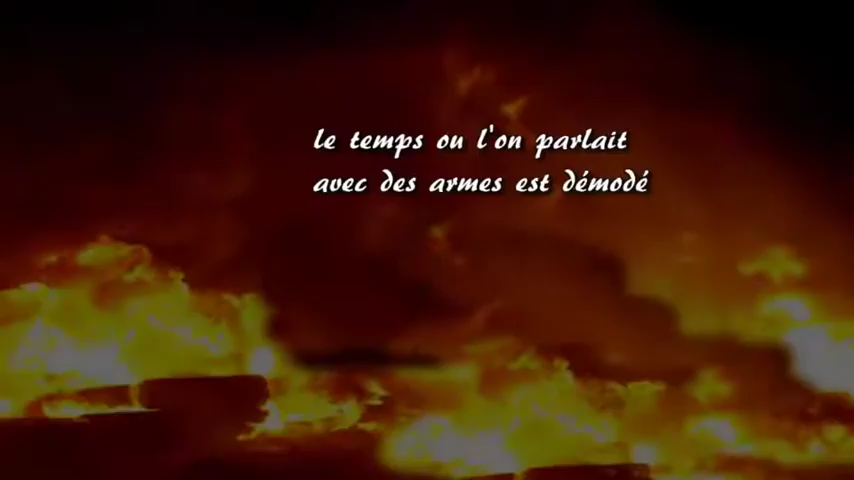 le temps ou l'on parlait
avec des armes est démodé